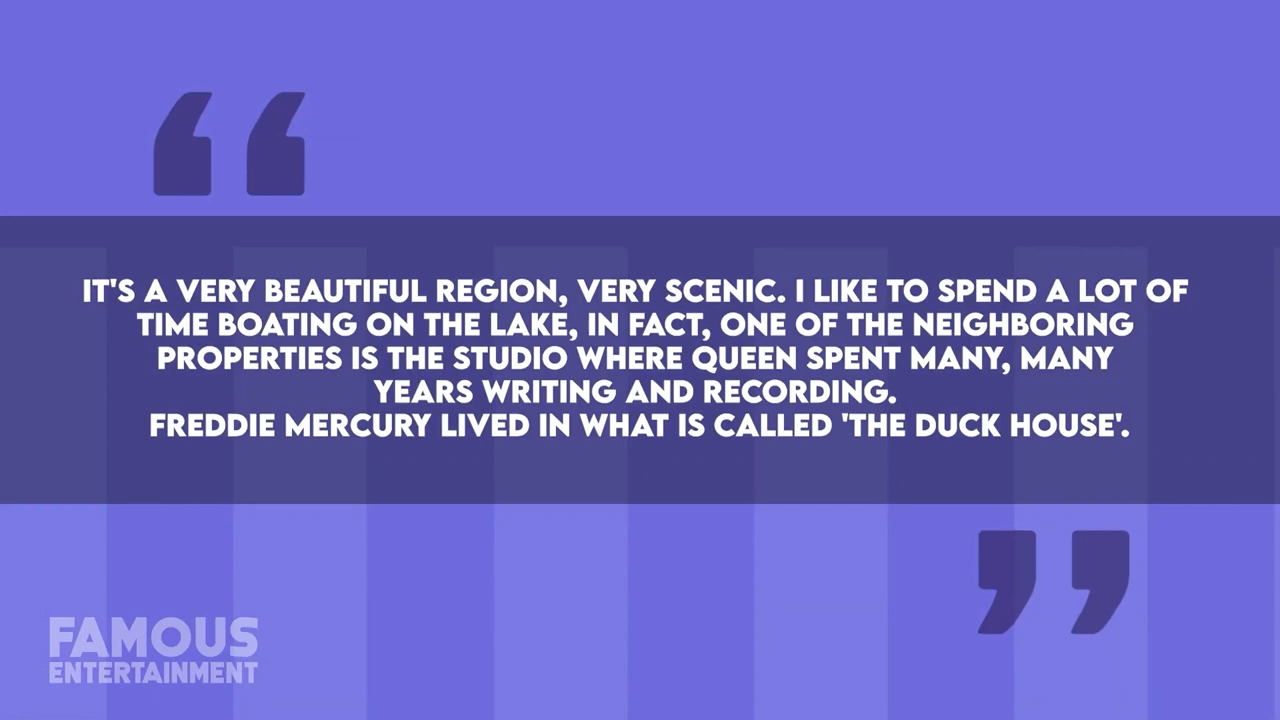 IT'S A VERY BEAUTIFUL REGION, VERY SCENIC. I LIKE TO SPEND A LOT OF
TIME BOATING ON THE LAKE, IN FACT, ONE OF THE NEIGHBORING
PROPERTIES IS THE STUDIO WHERE QUEEN SPENT MANY, MANY
YEARS WRITING AND RECORDING.
FREDDIE MERCURY LIVED IN WHAT IS CALLED 'THE DUCK HOUSE'.
FAMOUS
ENTERTAINMENT